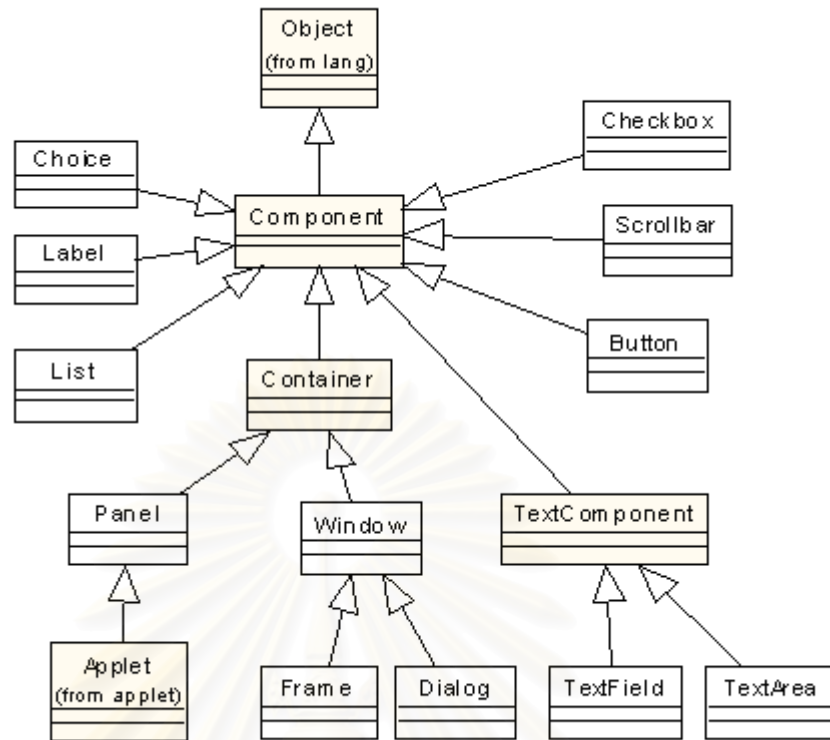 Object
(from lang)
Checkbox
Choice
Component
Scrollbar
Label
Button
List
Container
Panel
Window
TextComponent
Applet
(from applet)
Frame
Dialog
TextField
TextArea